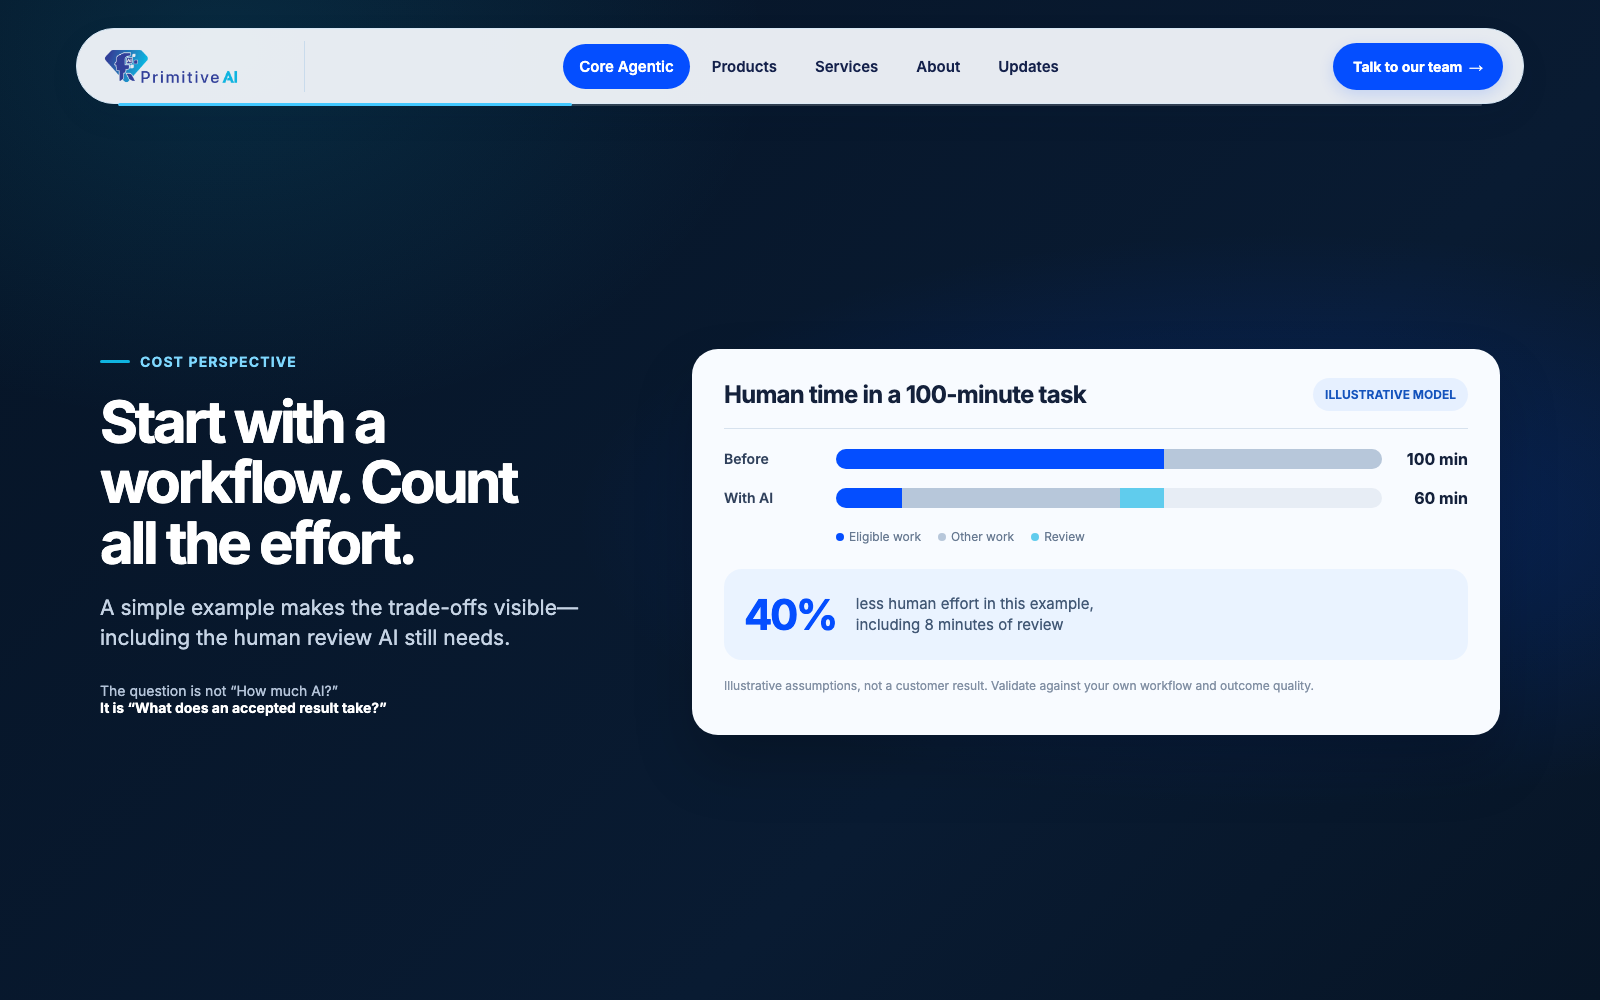 Primitive AI
Core Agentic
Products
Services
About
Updates
Talk to our team →
COST PERSPECTIVE
Start with a
workflow. Count
all the effort.
A simple example makes the trade-offs visible—
including the human review AI still needs.
The question is not “How much AI?”
It is “What does an accepted result take?”
Human time in a 100-minute task
ILLUSTRATIVE MODEL
Before
100 min
With AI
60 min
Eligible work
Other work
Review
40%
less human effort in this example,
including 8 minutes of review
Illustrative assumptions, not a customer result. Validate against your own workflow and outcome quality.